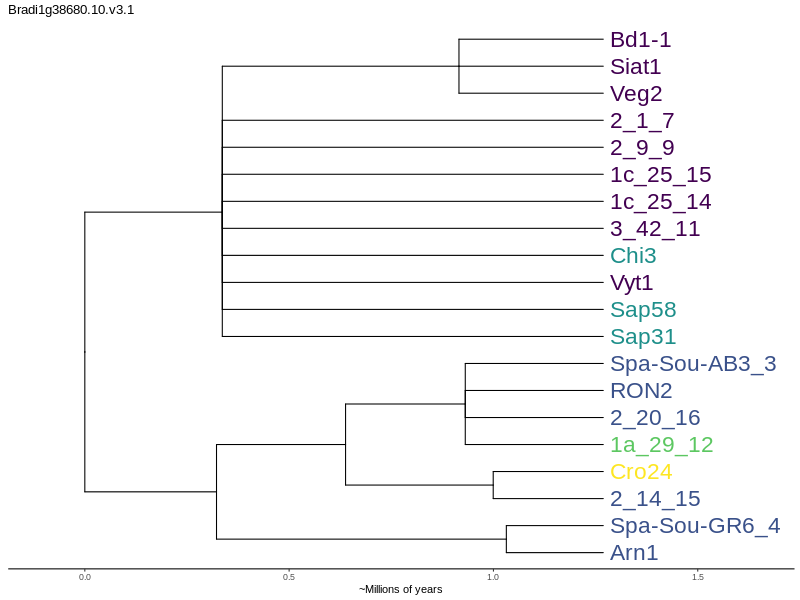 Bradi1g38680.10.v3.1
Bd1-1
Siat1
Veg2
2_1_7
2_9_9
1c_25_15
1c_25_14
3_42_11
Chi3
Vyt1
Sap58
Sap31
Spa-Sou-AB3_3
RON2
2_20_16
1a_29_12
Cro24
2_14_15
Spa-Sou-GR6_4
Arn1
0.0 0.5 1.0 1.5
~Millions of years